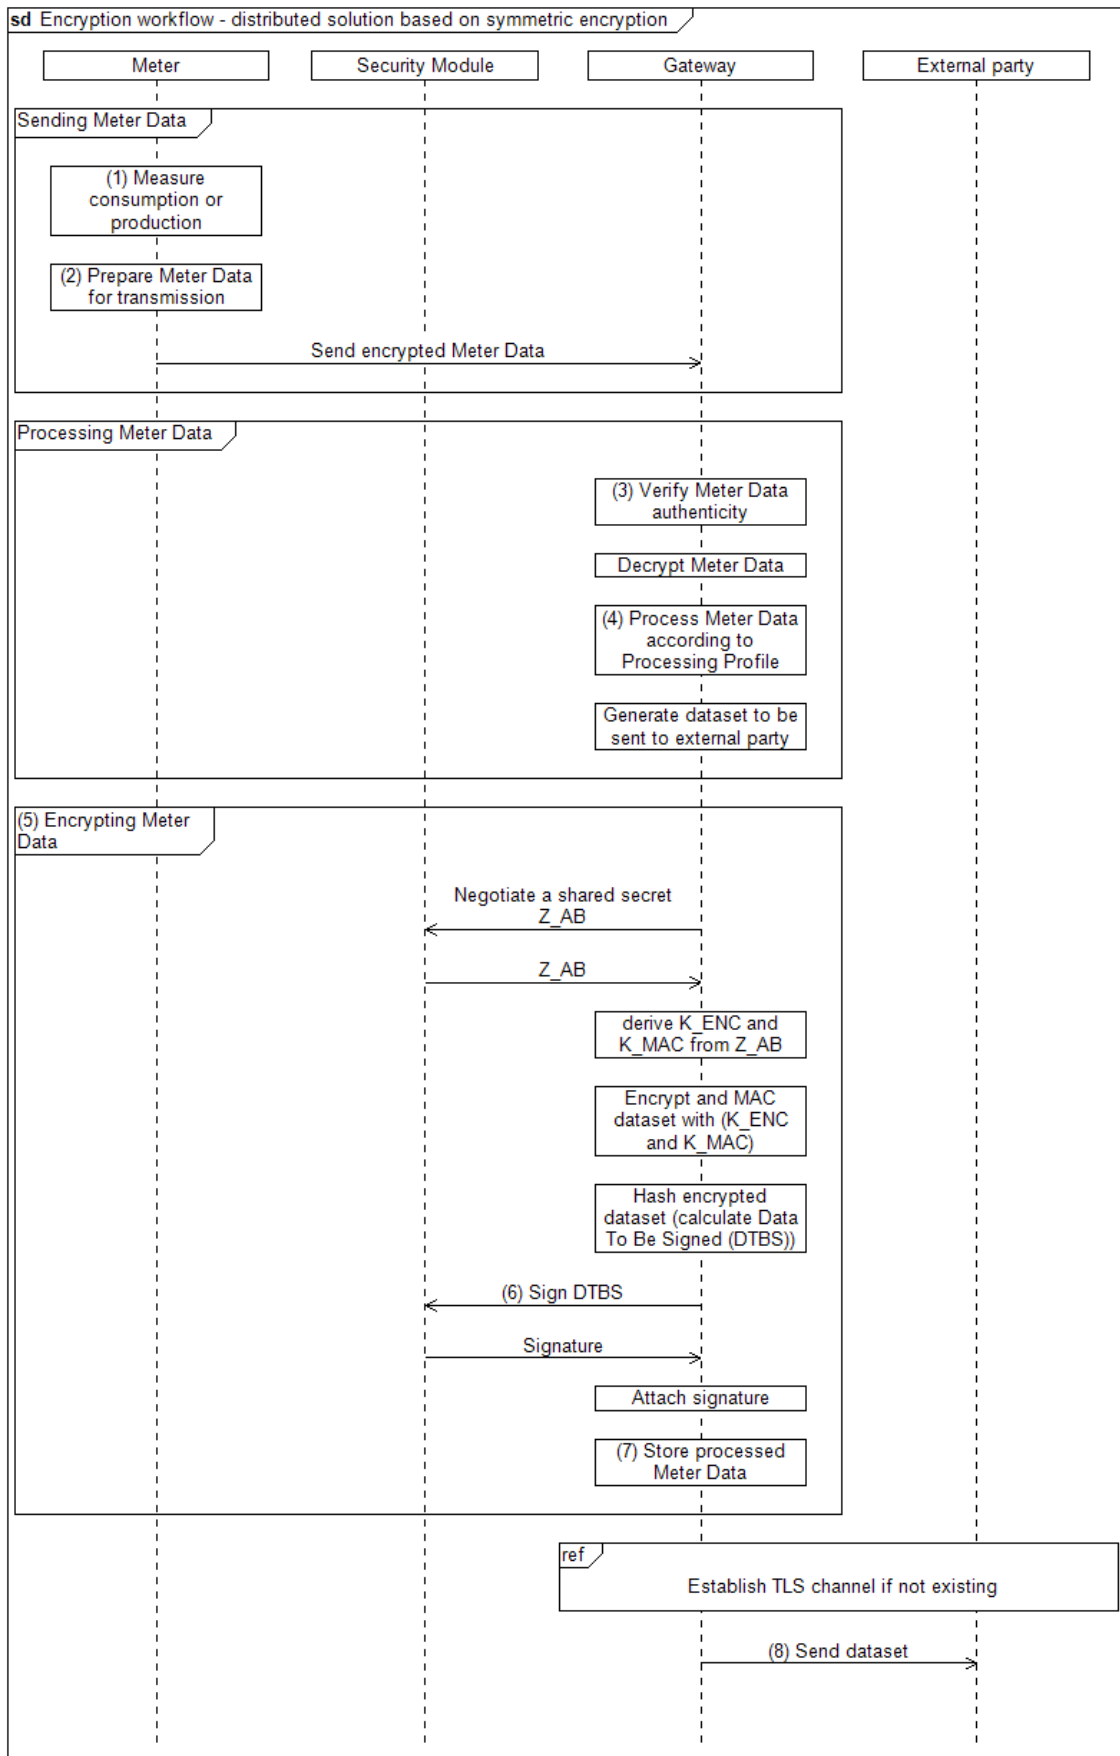 sd Encryption workflow - distributed solution based on symmetric encryption
Meter
Security Module
Gateway
External party
Sending Meter Data
(1) Measure
consumption or
production
(2) Prepare Meter Data
for transmission
Send encrypted Meter Data
Processing Meter Data
(3) Verify Meter Data
authenticity
Decrypt Meter Data
(4) Process Meter Data
according to
Processing Profile
Generate dataset to be
sent to external party
(5) Encrypting Meter
Data
Negotiate a shared secret
Z_AB
Z_AB
derive K_ENC and
K_MAC from Z_AB
Encrypt and MAC
dataset with (K_ENC
and K_MAC)
Hash encrypted
dataset (calculate Data
To Be Signed (DTBS))
(6) Sign DTBS
Signature
Attach signature
(7) Store processed
Meter Data
ref
Establish TLS channel if not existing
(8) Send dataset